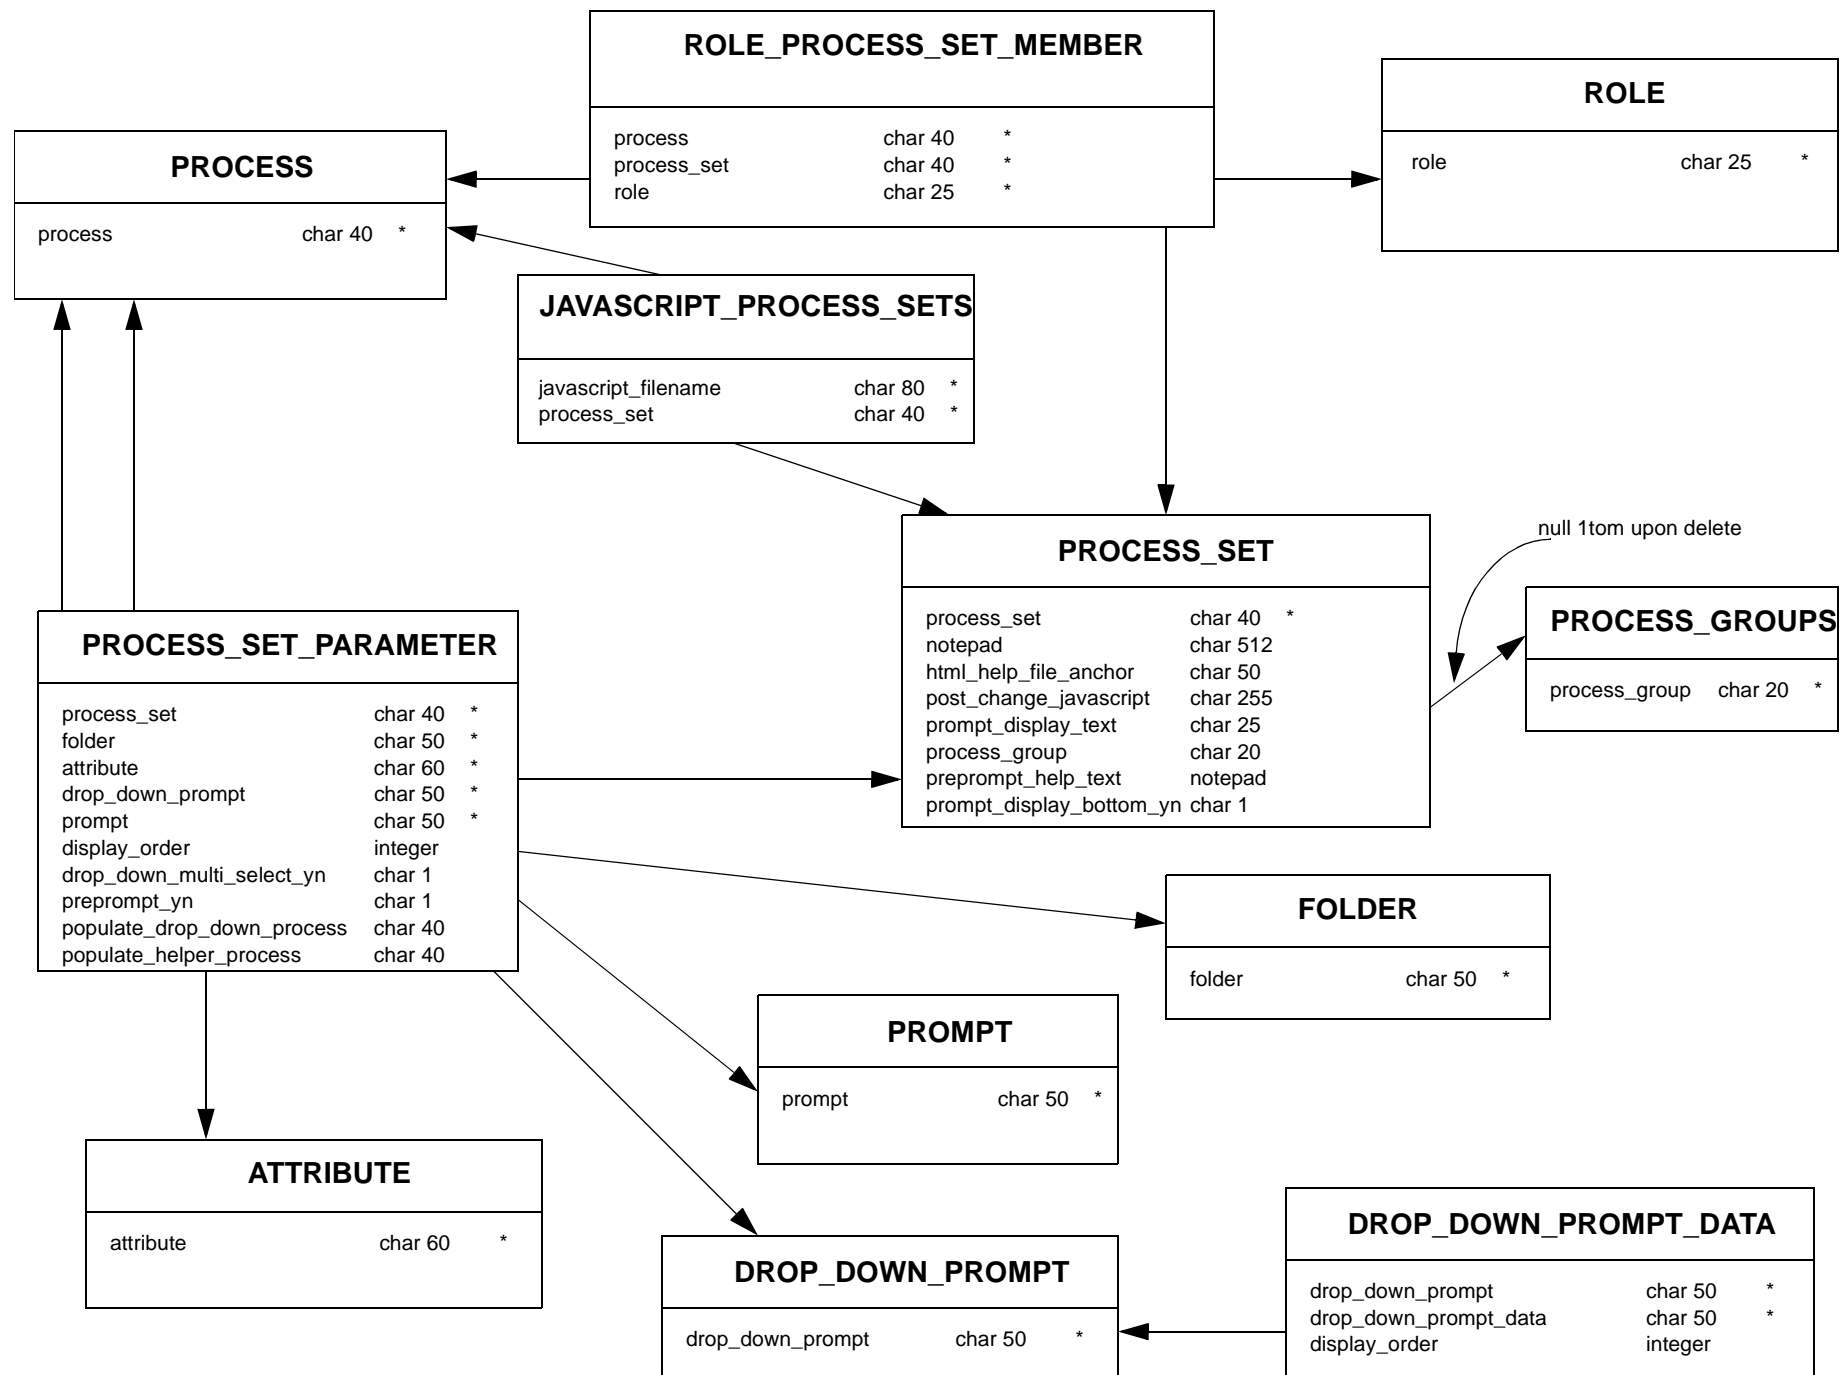 ROLE_PROCESS_SET_MEMBER
process char 40 *
process_set char 40 *
role char 25 *
ROLE
role char 25 *
PROCESS
process char 40 *
JAVASCRIPT_PROCESS_SETS
javascript_filename char 80 *
process_set char 40 *
PROCESS_SET
process_set char 40 *
notepad char 512
html_help_file_anchor char 50
post_change_javascript char 255
prompt_display_text char 25
process_group char 20
preprompt_help_text notepad
prompt_display_bottom_yn char 1
null 1tom upon delete
PROCESS_GROUPS
process_group char 20 *
PROCESS_SET_PARAMETER
process_set char 40 *
folder char 50 *
attribute char 60 *
drop_down_prompt char 50 *
prompt char 50 *
display_order integer
drop_down_multi_select_yn char 1
preprompt_yn char 1
populate_drop_down_process char 40
populate_helper_process char 40
FOLDER
folder char 50 *
PROMPT
prompt char 50 *
ATTRIBUTE
attribute char 60 *
DROP_DOWN_PROMPT
drop_down_prompt char 50 *
DROP_DOWN_PROMPT_DATA
drop_down_prompt char 50 *
drop_down_prompt_data char 50 *
display_order integer